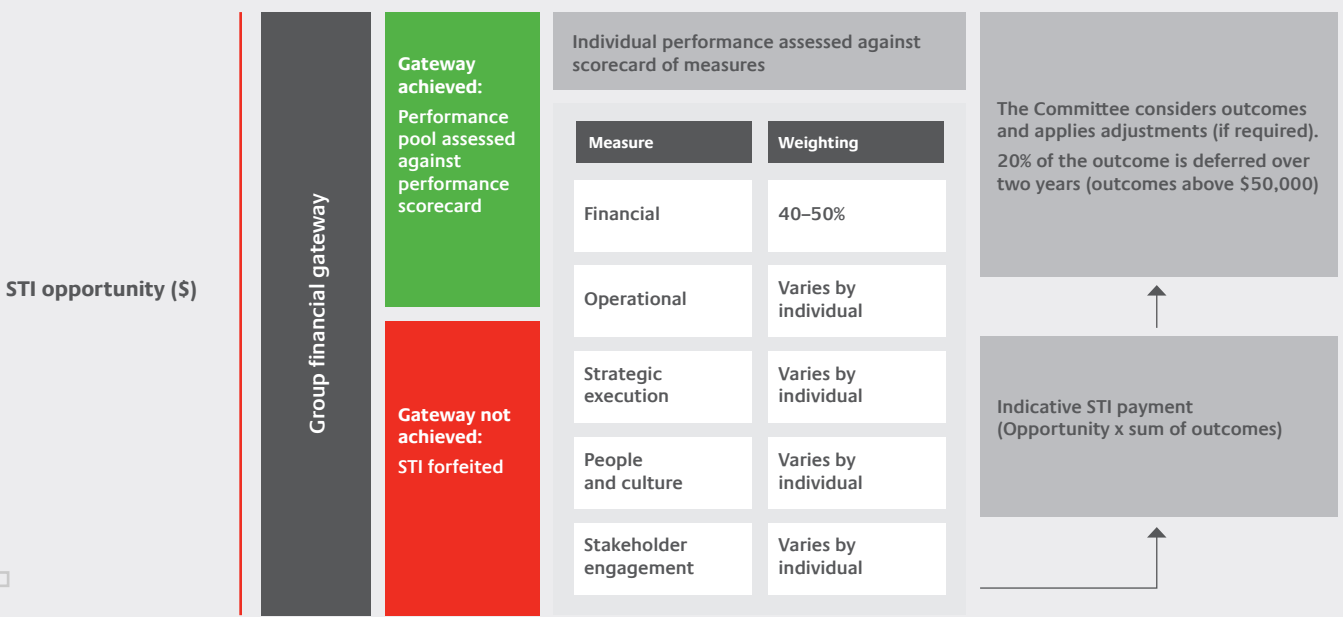 STI opportunity ($)
Group financial gateway
Gateway
achieved:
Performance
pool assessed
against
performance
scorecard
Gateway not
achieved:
STI forfeited
Individual performance assessed against
scorecard of measures
Measure
Weighting
Financial
40–50%
Operational
Varies by
individual
Strategic
execution
Varies by
individual
People
and culture
Varies by
individual
Stakeholder
engagement
Varies by
individual
The Committee considers outcomes
and applies adjustments (if required).
20% of the outcome is deferred over
two years (outcomes above $50,000)
Indicative STI payment
(Opportunity x sum of outcomes)